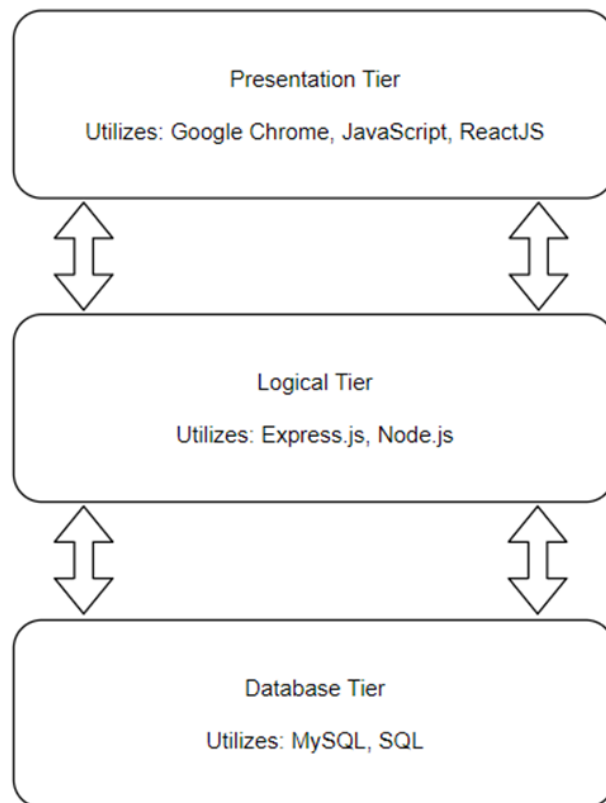 Presentation Tier
Utilizes: Google Chrome, JavaScript, ReactJS
Logical Tier
Utilizes: Express.js, Node.js
Database Tier
Utilizes: MySQL, SQL